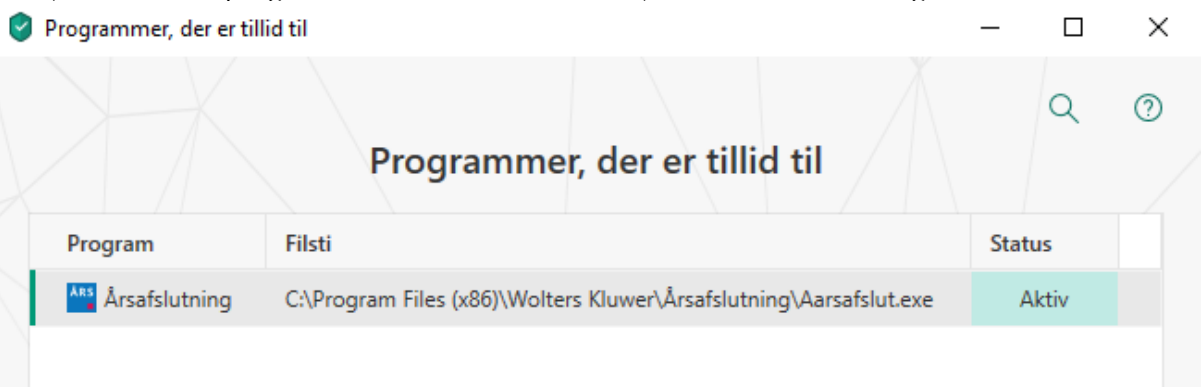 Programmer, der er tillid til
Programmer, der er tillid til
Program Filsti Status
ÅRS Årsafslutning C:\Program Files (x86)\Wolters Kluwer\Årsafslutning\Aarsafslut.exe Aktiv